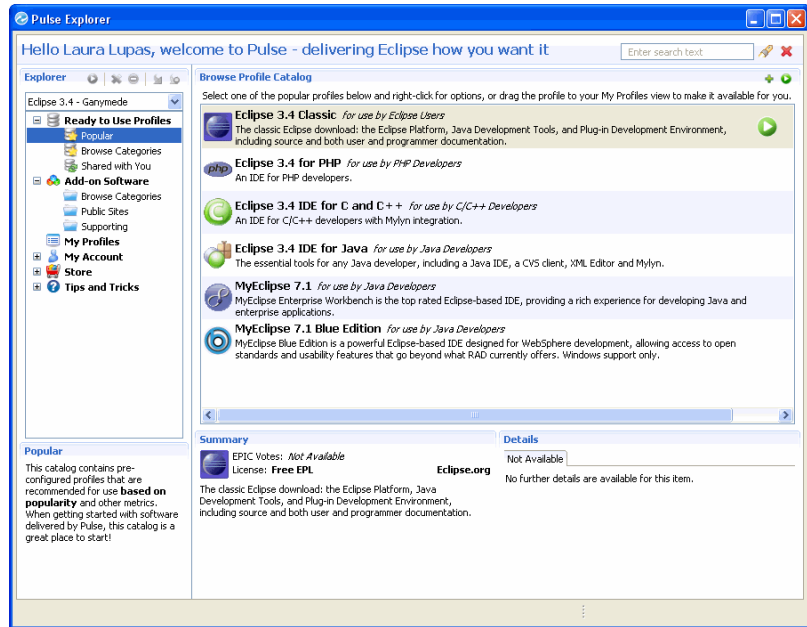 Pulse Explorer
Hello Laura Lupas, welcome to Pulse - delivering Eclipse how you want it
Enter search text
Explorer
Eclipse 3.4 - Ganymede
Ready to Use Profiles
Popular
Browse Categories
Shared with You
Add-on Software
Browse Categories
Public Sites
Supporting
My Profiles
My Account
Store
Tips and Tricks
Popular
This catalog contains pre-
configured profiles that are
recommended for use based on
popularity and other metrics.
When getting started with software
delivered by Pulse, this catalog is a
great place to start!
Browse Profile Catalog
Select one of the popular profiles below and right-click for options, or drag the profile to your My Profiles view to make it available for you.
Eclipse 3.4 Classic for use by Eclipse Users
The classic Eclipse download: the Eclipse Platform, Java Development Tools, and Plug-in Development Environment,
including source and both user and programmer documentation.
php
Eclipse 3.4 for PHP for use by PHP Developers
An IDE for PHP developers.
Eclipse 3.4 IDE for C and C++ for use by C/C++ Developers
An IDE for C/C++ developers with Mylyn integration.
Eclipse 3.4 IDE for Java for use by Java Developers
The essential tools for any Java developer, including a Java IDE, a CVS client, XML Editor and Mylyn.
MyEclipse 7.1 for use by Java Developers
MyEclipse Enterprise Workbench is the top rated Eclipse-based IDE, providing a rich experience for developing Java and
enterprise applications.
MyEclipse 7.1 Blue Edition for use by Java Developers
MyEclipse Blue Edition is a powerful Eclipse-based IDE designed for WebSphere development, allowing access to open
standards and usability features that go beyond what RAD currently offers. Windows support only.
Summary
EPIC Votes: Not Available
License: Free EPL
Eclipse.org
The classic Eclipse download: the Eclipse Platform, Java
Development Tools, and Plug-in Development Environment,
including source and both user and programmer documentation.
Details
Not Available
No further details are available for this item.